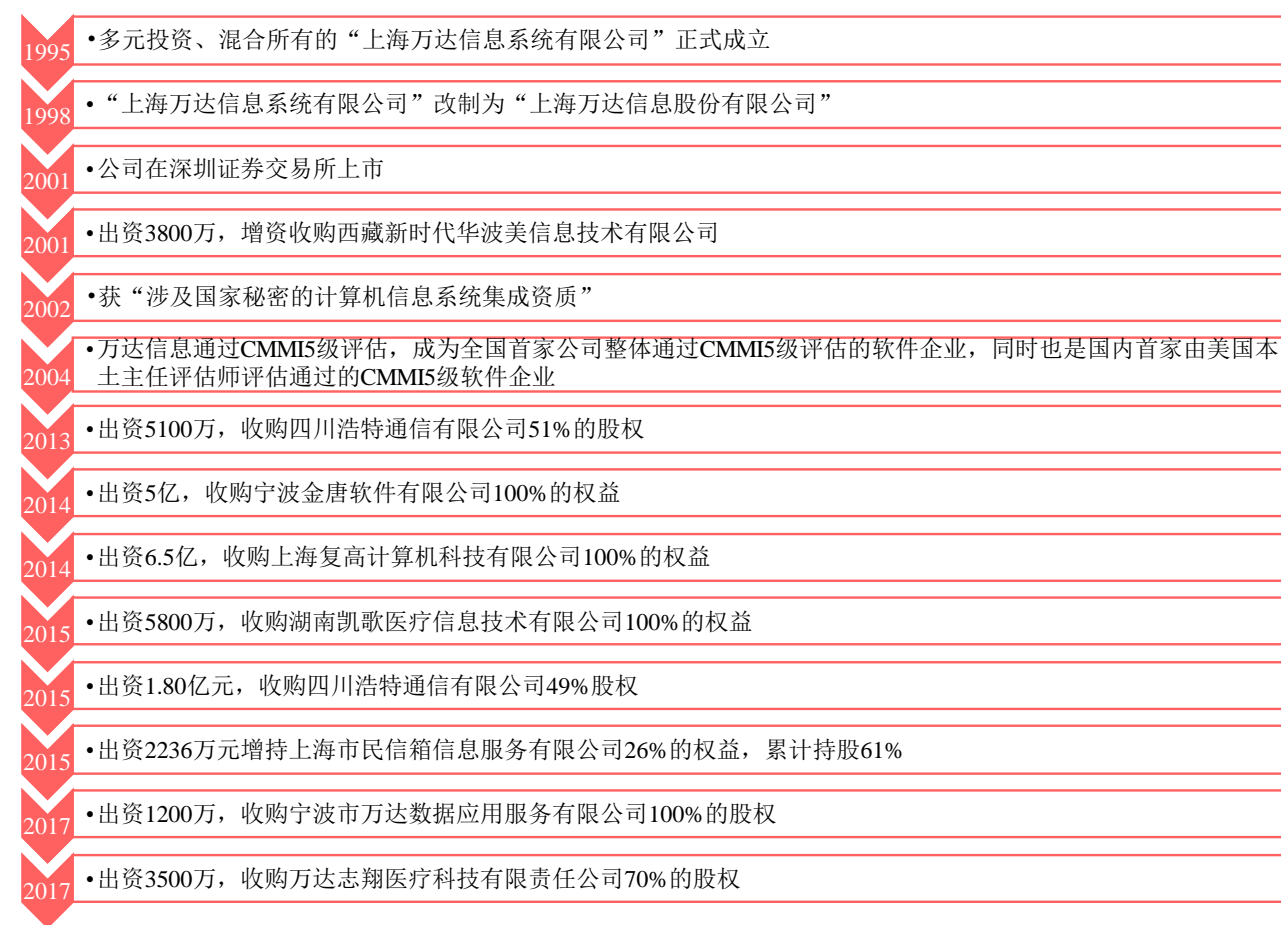 1995
•多元投资、混合所有的“上海万达信息系统有限公司”正式成立
1998
•“上海万达信息系统有限公司”改制为“上海万达信息股份有限公司”
2001
•公司在深圳证券交易所上市
2001
•出资3800万，增资收购西藏新时代华波美信息技术有限公司
2002
•获“涉及国家秘密的计算机信息系统集成资质”
2004
•万达信息通过CMMI5级评估，成为全国首家公司整体通过CMMI5级评估的软件企业，同时也是国内首家由美国本
土主任评估师评估通过的CMMI5级软件企业
2013
•出资5100万，收购四川浩特通信有限公司51%的股权
2014
•出资5亿，收购宁波金唐软件有限公司100%的权益
2014
•出资6.5亿，收购上海复高计算机科技有限公司100%的权益
2015
•出资5800万，收购湖南凯歌医疗信息技术有限公司100%的权益
2015
•出资1.80亿元，收购四川浩特通信有限公司49%股权
2015
•出资2236万元增持上海市民信箱信息服务有限公司26%的权益，累计持股61%
2017
•出资1200万，收购宁波市万达数据应用服务有限公司100%的股权
2017
•出资3500万，收购万达志翔医疗科技有限责任公司70%的股权